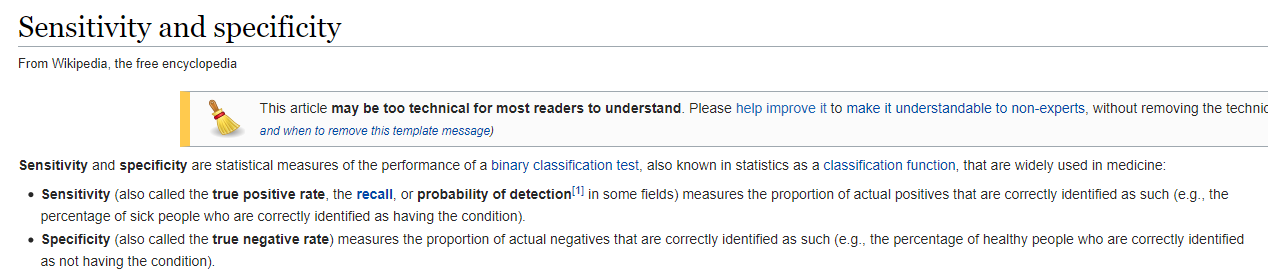 Sensitivity and specificity
From Wikipedia, the free encyclopedia
This article may be too technical for most readers to understand. Please help improve it to make it understandable to non-experts, without removing the technic
and when to remove this template message)
Sensitivity and specificity are statistical measures of the performance of a binary classification test, also known in statistics as a classification function, that are widely used in medicine:
• Sensitivity (also called the true positive rate, the recall, or probability of detection[1] in some fields) measures the proportion of actual positives that are correctly identified as such (e.g., the
percentage of sick people who are correctly identified as having the condition).
• Specificity (also called the true negative rate) measures the proportion of actual negatives that are correctly identified as such (e.g., the percentage of healthy people who are correctly identified
as not having the condition).